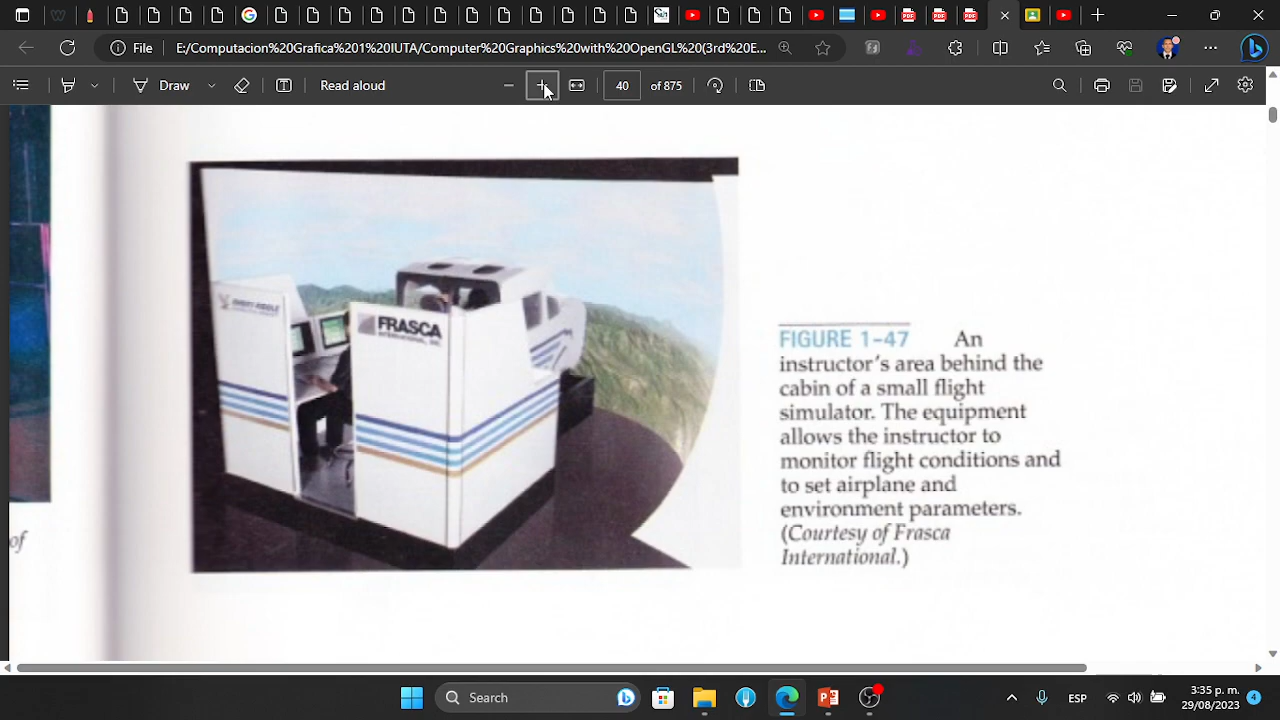 File
E:/Computacion%20Grafica%201%20IUTA/Computer%20Graphics%20with%20OpenGL%20(3rd%20E...
Draw
Read aloud
40
of 875
FRASCA
FIGURE 1-47 An
instructor's area behind the
cabin of a small flight
simulator. The equipment
allows the instructor to
monitor flight conditions and
to set airplane and
environment parameters.
(Courtesy of Frasca
International.)
of
Search
ESP
3:35 p. m.
29/08/2023
4